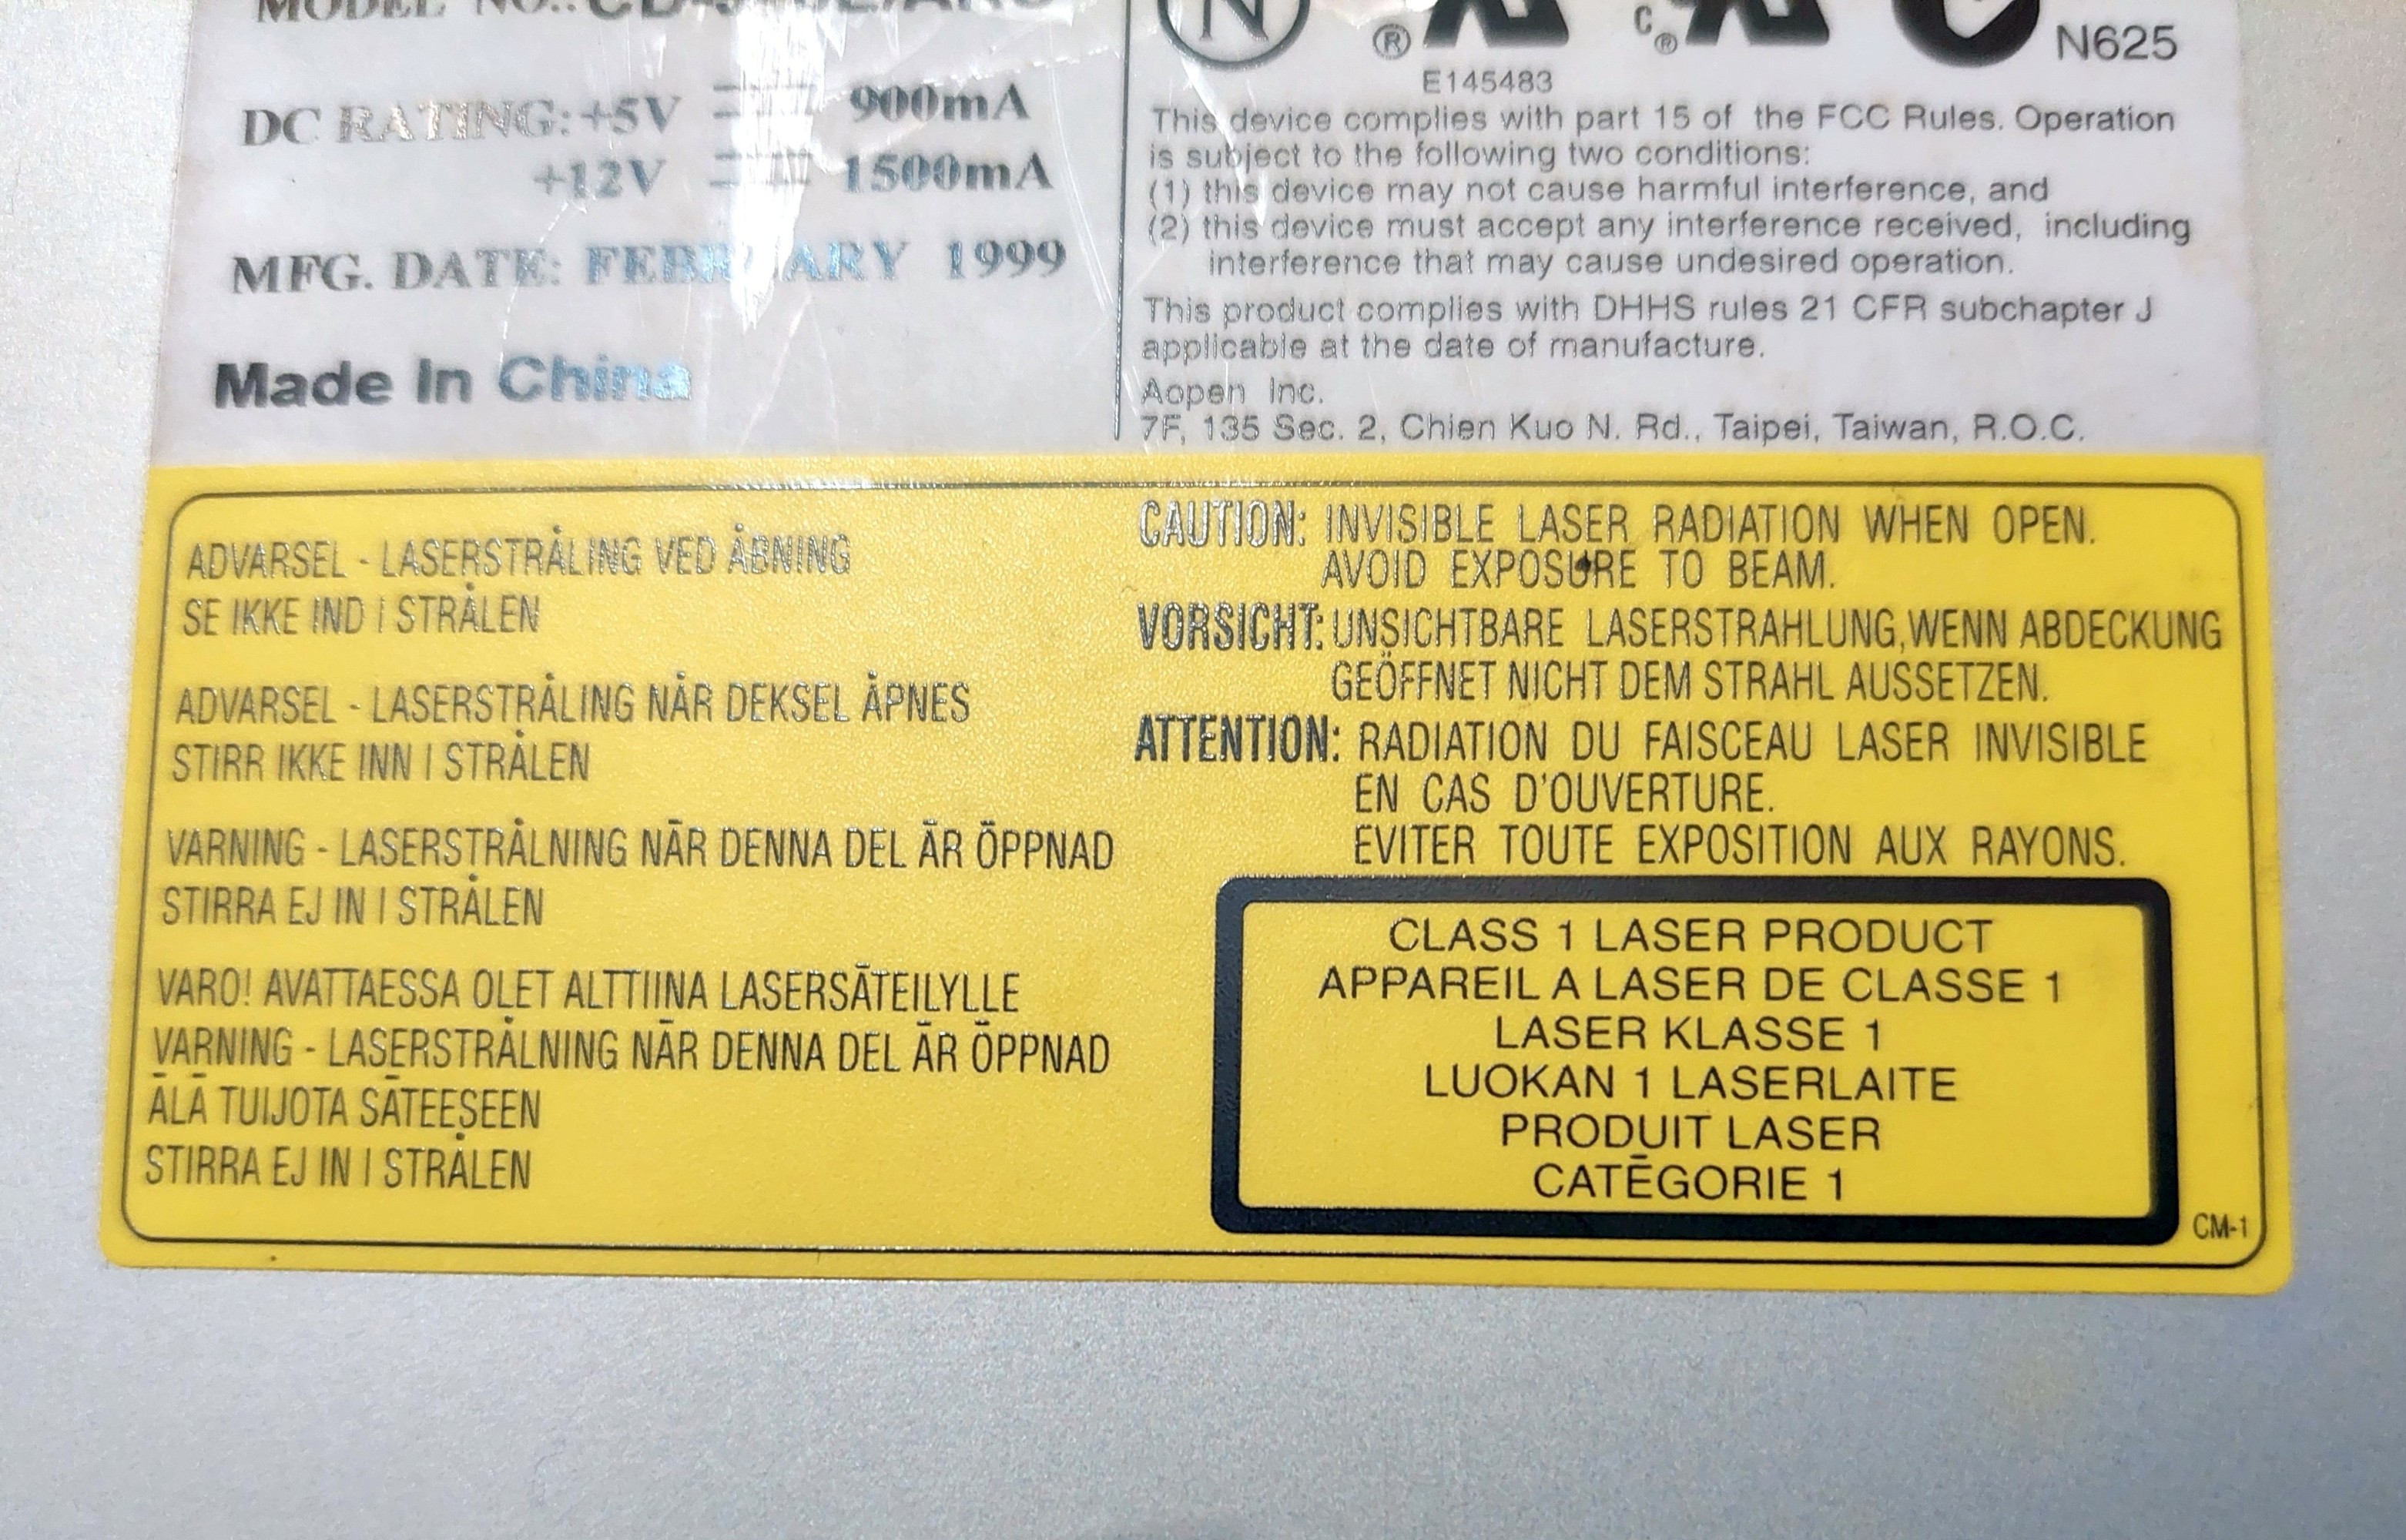 MODEL NO.:
DC RATING: +5V 900mA
+12V 1500mA
MFG. DATE: FEBRUARY 1999
Made In China
N
®
C
®
N625
E145483
This device complies with part 15 of the FCC Rules. Operation
is subject to the following two conditions:
(1) this device may not cause harmful interference, and
(2) this device must accept any interference received, including
interference that may cause undesired operation.
This product complies with DHHS rules 21 CFR subchapter J
applicable at the date of manufacture.
Aopen Inc.
7F, 135 Sec. 2, Chien Kuo N. Rd., Taipei, Taiwan, R.O.C.
ADVARSEL - LASERSTRÅLING VED ÅBNING
SE IKKE IND I STRÅLEN
ADVARSEL - LASERSTRÅLING NÅR DEKSEL ÅPNES
STIRR IKKE INN I STRÅLEN
VARNING - LASERSTRÅLNING NÄR DENNA DEL ÄR ÖPPNAD
STIRRA EJ IN I STRÅLEN
VARO! AVATTAESSA OLET ALTTIINA LASERSÄTEILYLLE
VARNING - LASERSTRÅLNING NÄR DENNA DEL ÄR ÖPPNAD
ÄLÄ TUIJOTA SÄTEESEEN
STIRRA EJ IN I STRÅLEN
CAUTION: INVISIBLE LASER RADIATION WHEN OPEN.
AVOID EXPOSURE TO BEAM.
VORSICHT: UNSICHTBARE LASERSTRAHLUNG,WENN ABDECKUNG
GEÖFFNET NICHT DEM STRAHL AUSSETZEN.
ATTENTION: RADIATION DU FAISCEAU LASER INVISIBLE
EN CAS D'OUVERTURE.
EVITER TOUTE EXPOSITION AUX RAYONS.
CLASS 1 LASER PRODUCT
APPAREIL A LASER DE CLASSE 1
LASER KLASSE 1
LUOKAN 1 LASERLAITE
PRODUIT LASER
CATĒGORIE 1
CM-1